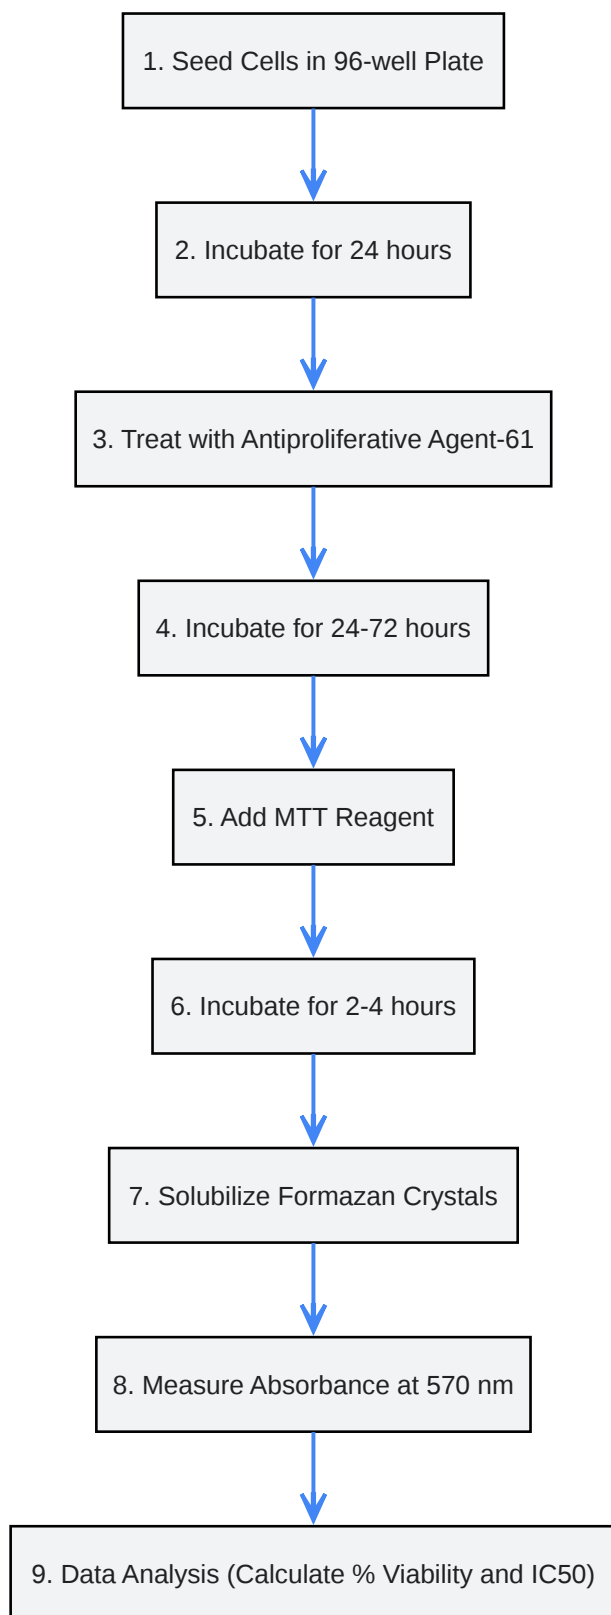 1. Seed Cells in 96-well Plate
2. Incubate for 24 hours
3. Treat with Antiproliferative Agent-61
4. Incubate for 24-72 hours
5. Add MTT Reagent
6. Incubate for 2-4 hours
7. Solubilize Formazan Crystals
8. Measure Absorbance at 570 nm
9. Data Analysis (Calculate % Viability and IC50)